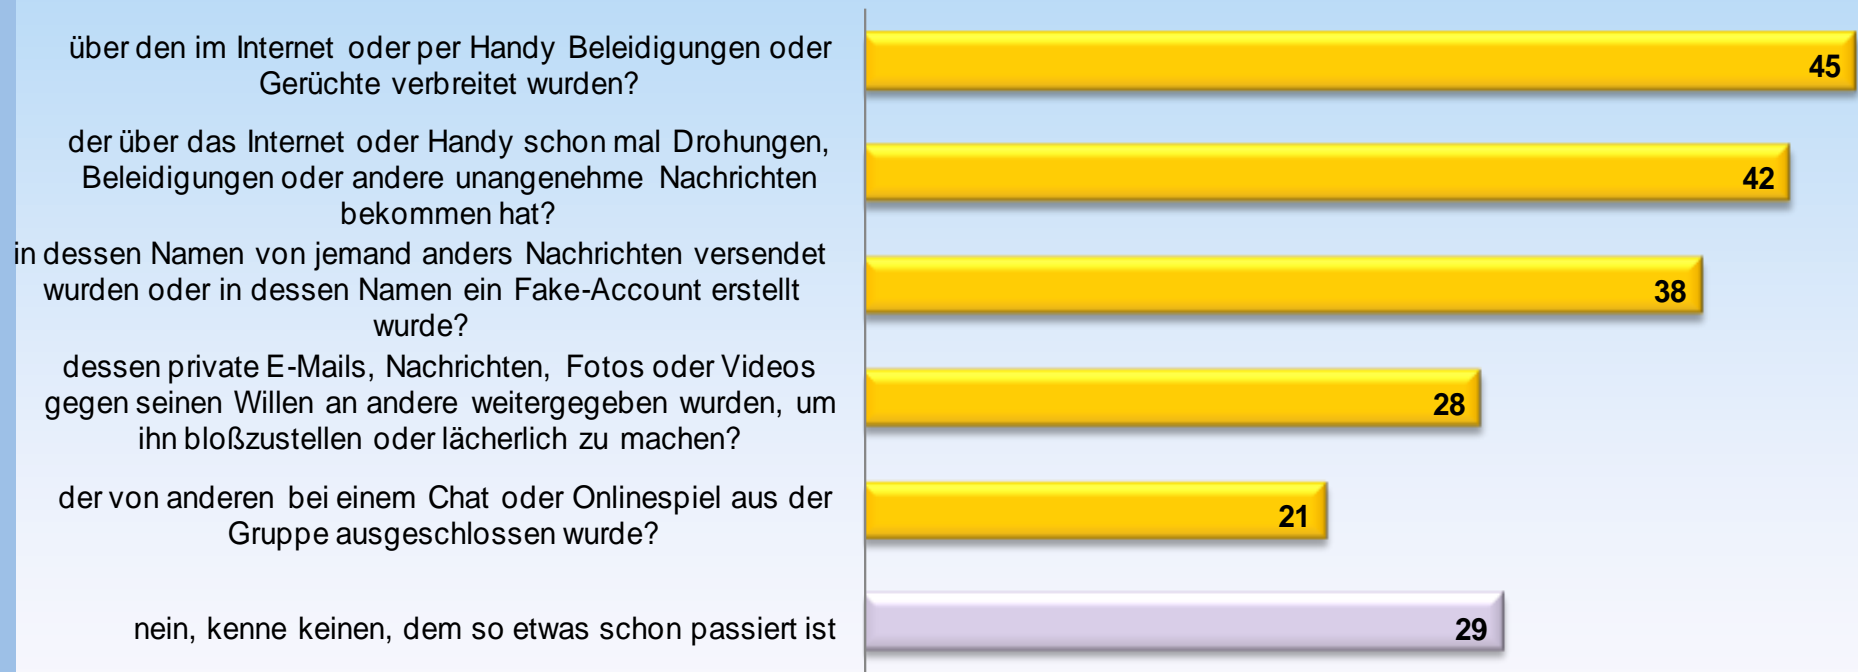 über den im Internet oder per Handy Beleidigungen oder
Gerüchte verbreitet wurden?
45
der über das Internet oder Handy schon mal Drohungen,
Beleidigungen oder andere unangenehme Nachrichten
bekommen hat?
42
in dessen Namen von jemand anders Nachrichten versendet
wurden oder in dessen Namen ein Fake-Account erstellt
wurde?
38
dessen private E-Mails, Nachrichten, Fotos oder Videos
gegen seinen Willen an andere weitergegeben wurden, um
ihn bloßzustellen oder lächerlich zu machen?
28
der von anderen bei einem Chat oder Onlinespiel aus der
Gruppe ausgeschlossen wurde?
21
nein, kenne keinen, dem so etwas schon passiert ist
29